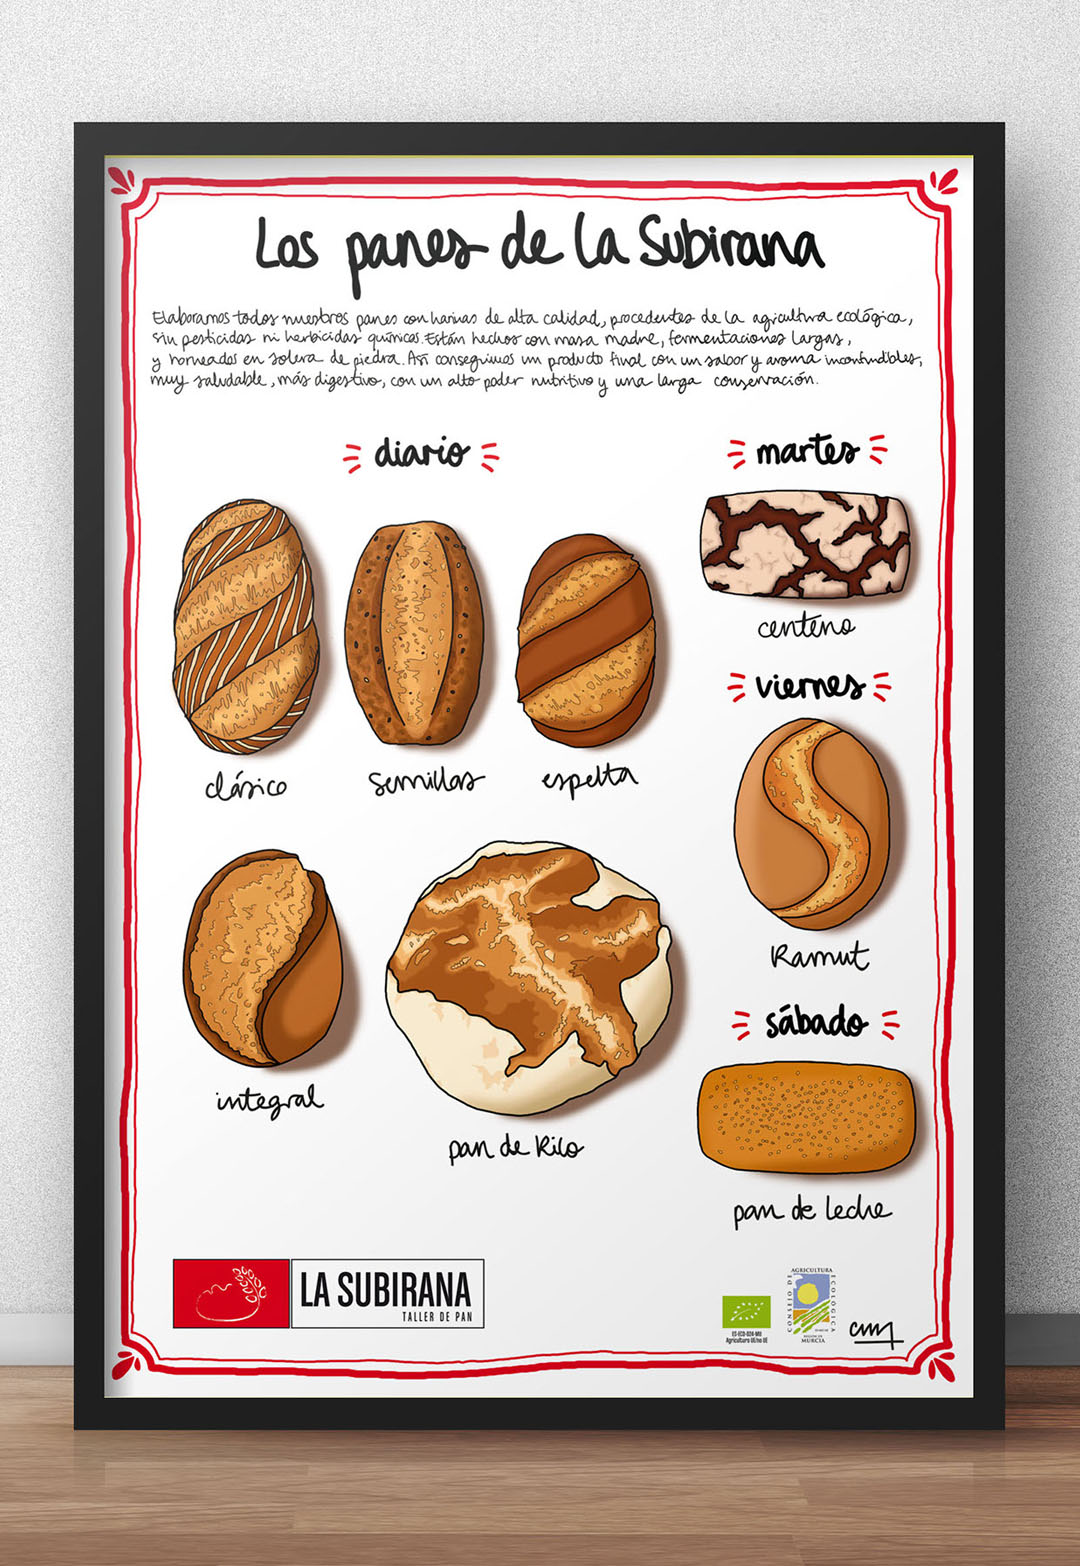 Los panes de la Subirana
Elaboramos todos nuestros panes con harinas de alta calidad, procedentes de la agricultura ecológica,
sin pesticidas ni herbicidas químicos. Están hechos con masa madre, fermentaciones largas,
y horneados en solera de piedra. Así conseguimos un producto final con un sabor y aroma inconfundibles,
muy saludable, más digestivo, con un alto poder nutritivo y una larga conservación.
diario
clásico
semillas
espelta
integral
pan de Kilo
martes
centeno
viernes
Kamut
sábado
pan de leche
LA SUBIRANA
TALLER DE PAN
ES-ECO-024-MU
Agricultura UE/no UE
CONSEJO DE
AGRICULTURA
ECOLÓGICA
REGIÓN DE
MURCIA